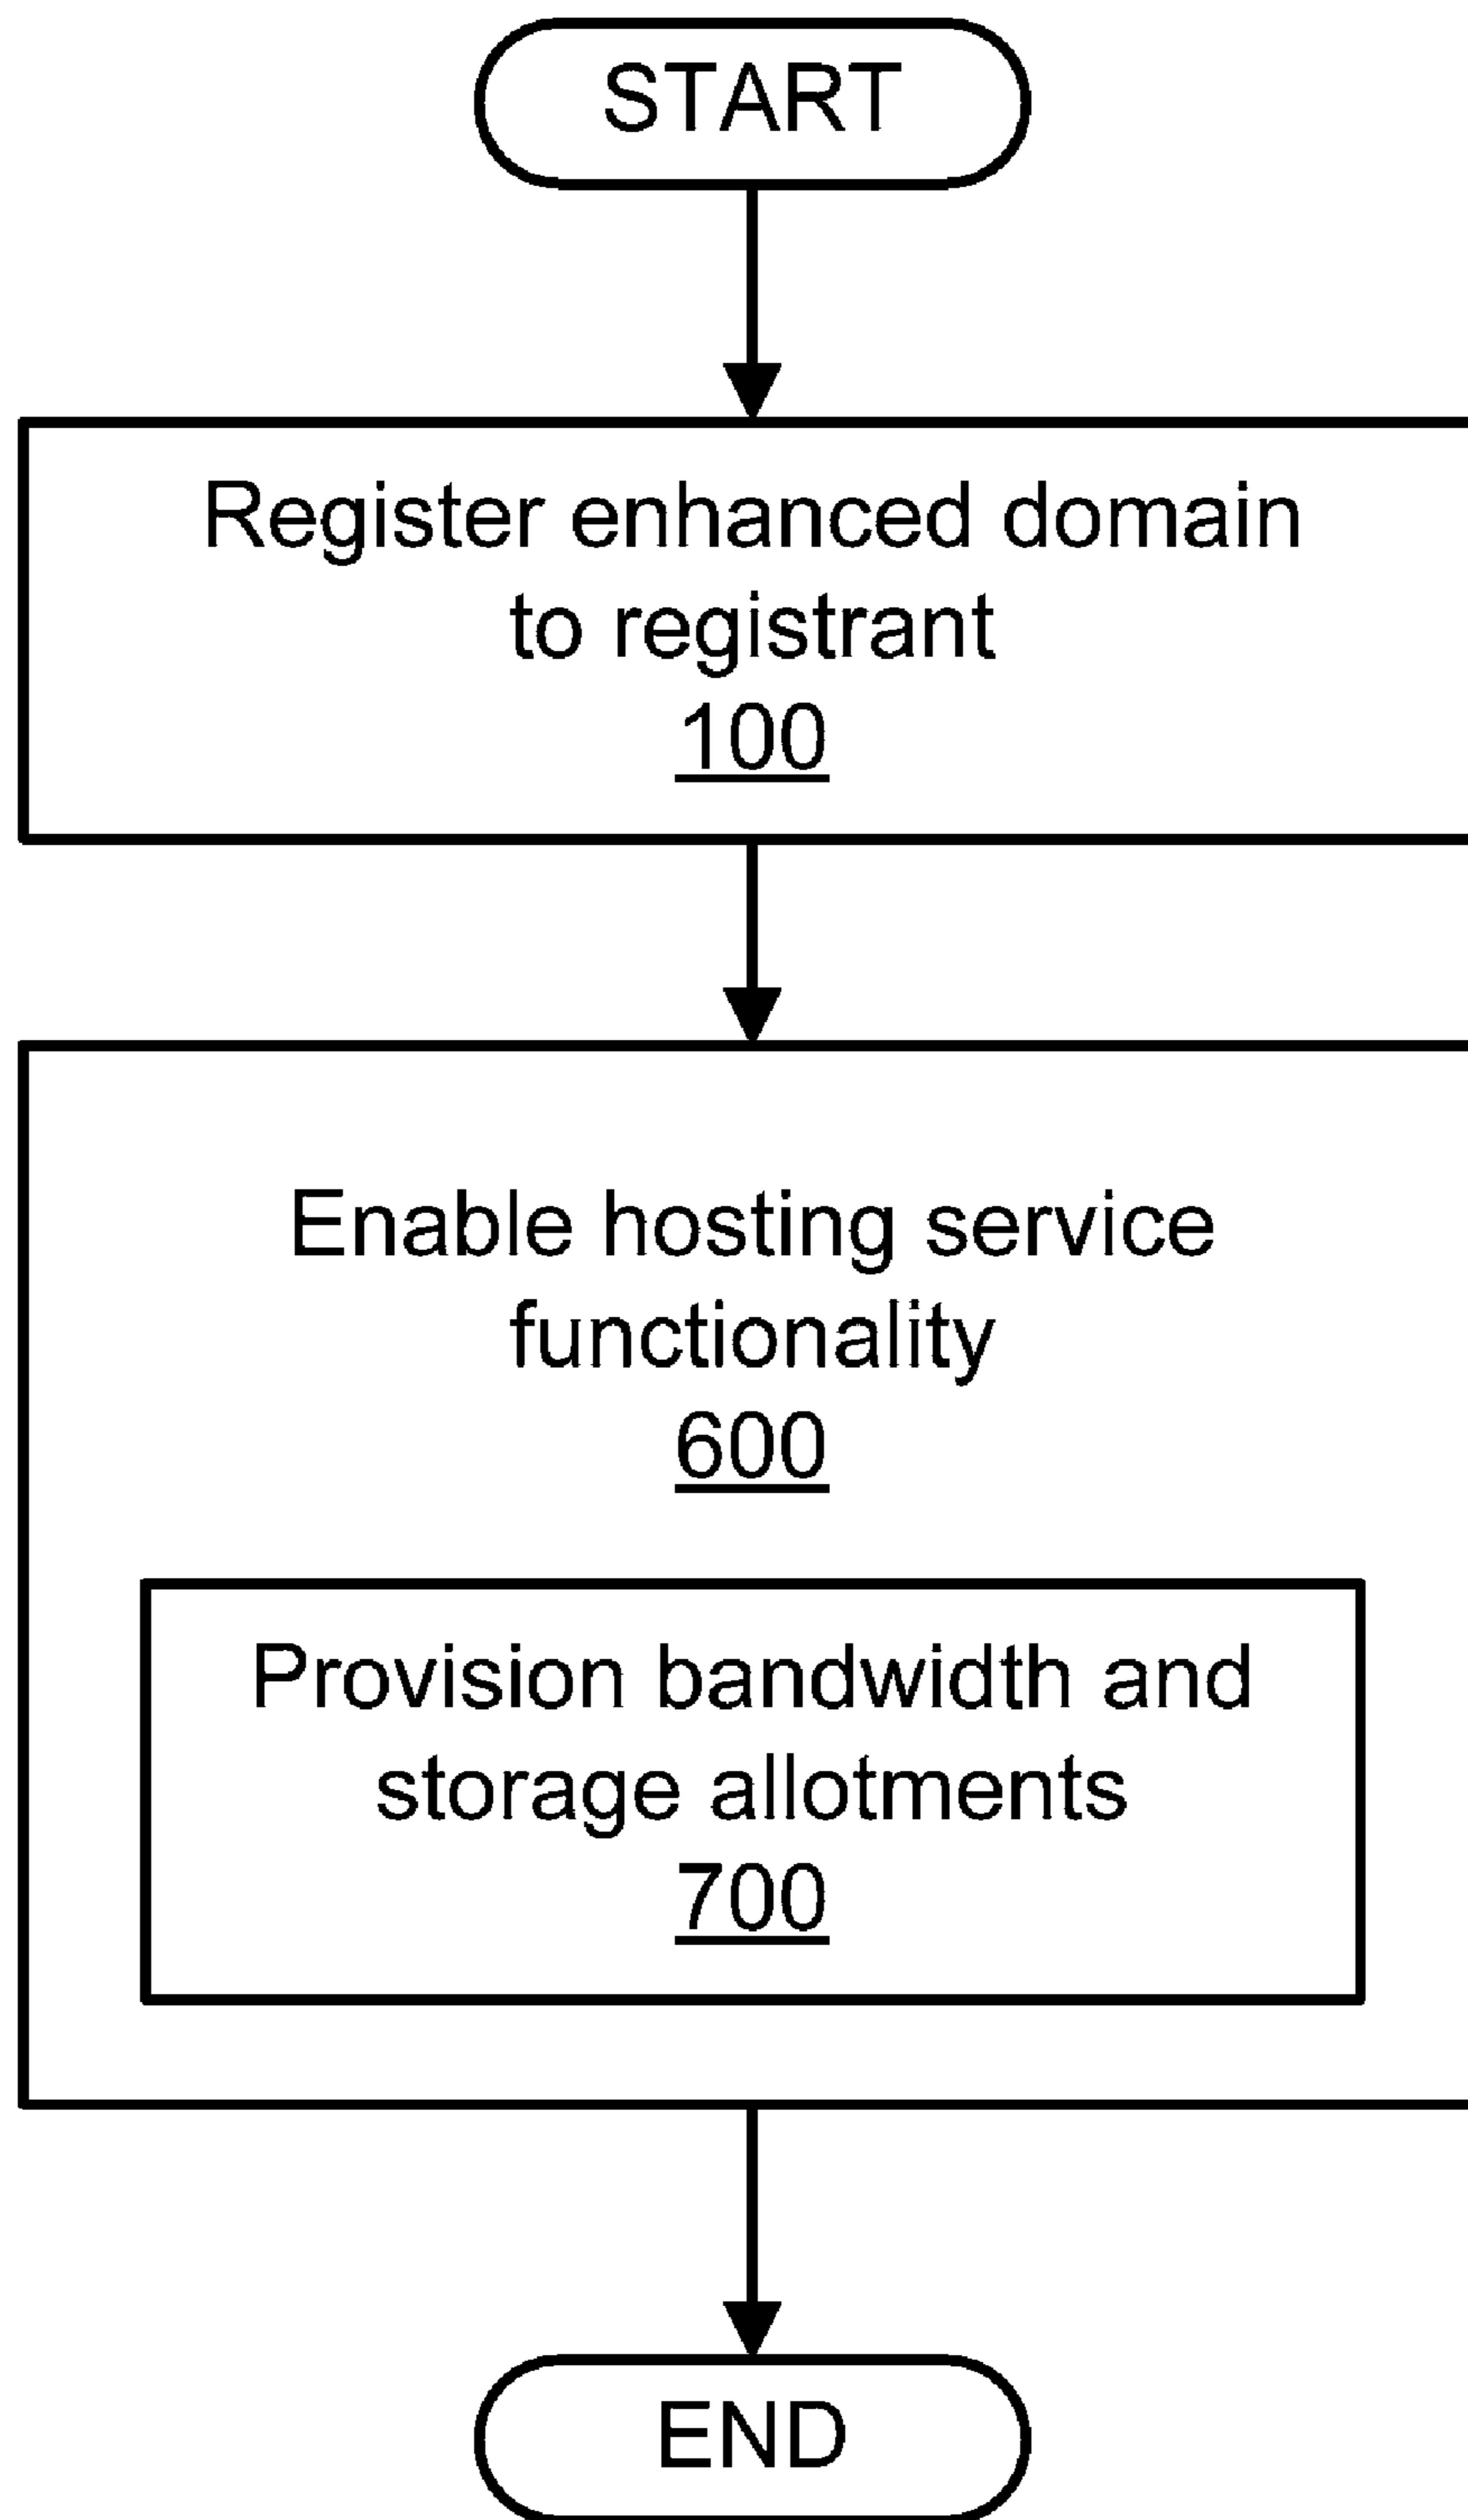 START
Register enhanced domain
to registrant
100
Enable hosting service
functionality
600
Provision bandwidth and
storage allotments
700
END